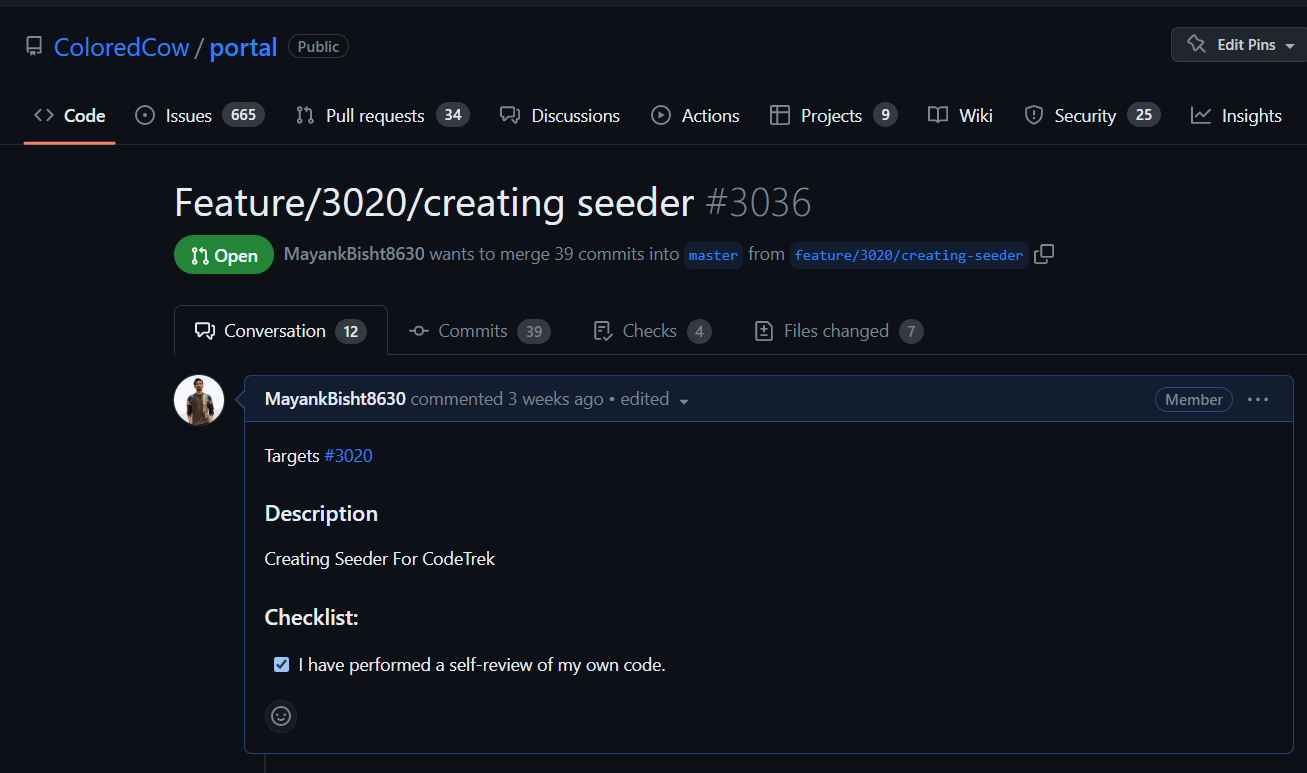 ColoredCow / portal Public Edit Pins
Code Issues 665 Pull requests 34 Discussions Actions Projects 9 Wiki Security 25 Insights
Feature/3020/creating seeder #3036
Open MayankBisht8630 wants to merge 39 commits into master from feature/3020/creating-seeder
Conversation 12 Commits 39 Checks 4 Files changed 7
MayankBisht8630 commented 3 weeks ago • edited Member
Targets #3020
Description
Creating Seeder For CodeTrek
Checklist:
I have performed a self-review of my own code.